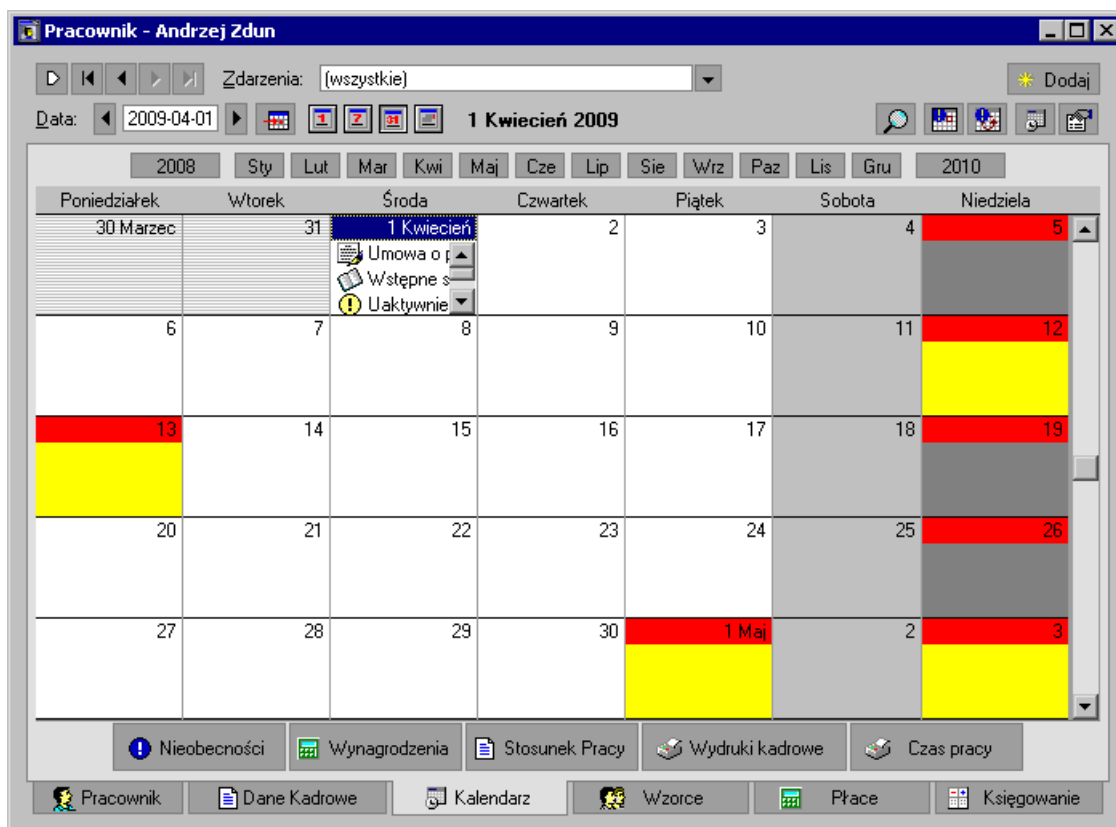 Pracownik - Andrzej Zdun
Zdarzenia: (wszystkie) Dodaj
Data: 2009-04-01 1 7 31 1 Kwiecień 2009
2008 Sty Lut Mar Kwi Maj Cze Lip Sie Wrz Paz Lis Gru 2010
Poniedziałek Wtorek Środa Czwartek Piątek Sobota Niedziela
30 Marzec 31 1 Kwiecień 2 3 4 5
Umowa o p
Wstępne s
Uaktywnie
6 7 8 9 10 11 12
13 14 15 16 17 18 19
20 21 22 23 24 25 26
27 28 29 30 1 Maj 2 3
Nieobecności Wynagrodzenia Stosunek Pracy Wydruki kadrowe Czas pracy
Pracownik Dane Kadrowe Kalendarz Wzorce Płace Księgowanie